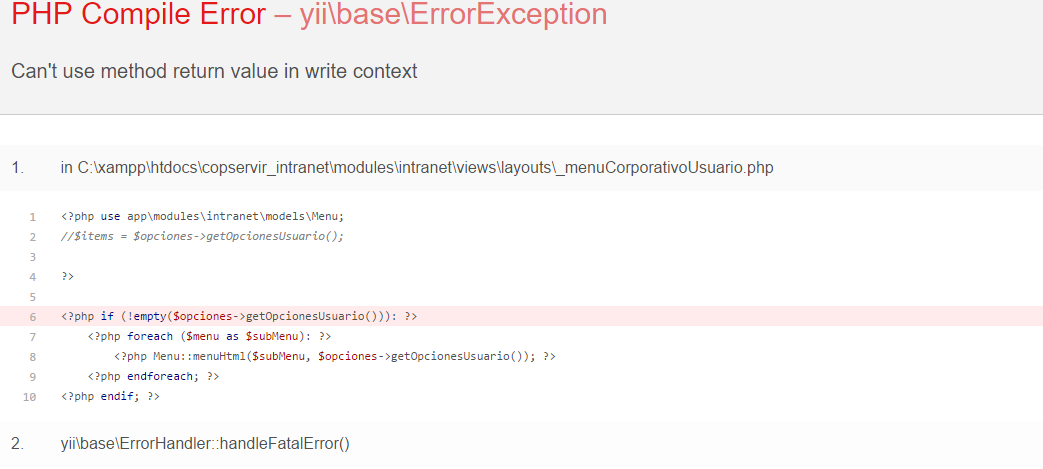 PHP Compile Error – yii\base\ErrorException
Can't use method return value in write context
1. in C:\xampp\htdocs\copservir_intranet\modules\intranet\views\layouts\_menuCorporativoUsuario.php
1 <?php use app\modules\intranet\models\Menu;
2 //$items = $opciones->getOpcionesUsuario();
3
4 ?>
5
6 <?php if (!empty($opciones->getOpcionesUsuario())): ?>
7 <?php foreach ($menu as $subMenu): ?>
8 <?php Menu::menuHtml($subMenu, $opciones->getOpcionesUsuario()); ?>
9 <?php endforeach; ?>
10 <?php endif; ?>
2. yii\base\ErrorHandler::handleFatalError()